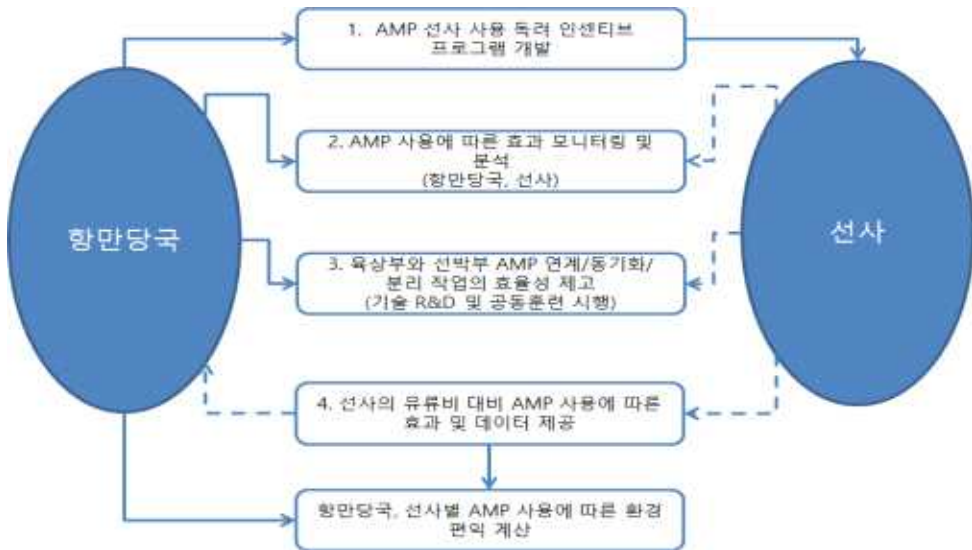 1. AMP 선사 사용 독려 인센티브
프로그램 개발
2. AMP 사용에 따른 효과 모니터링 및
분석
(항만당국, 선사)
항만당국
선사
3. 육상부와 선박부 AMP 연계/동기화/
분리 작업의 효율성 제고
(기술 R&D 및 공동훈련 시행)
4. 선사의 유류비 대비 AMP 사용에 따른
효과 및 데이터 제공
항만당국, 선사별 AMP 사용에 따른 환경
편익 계산